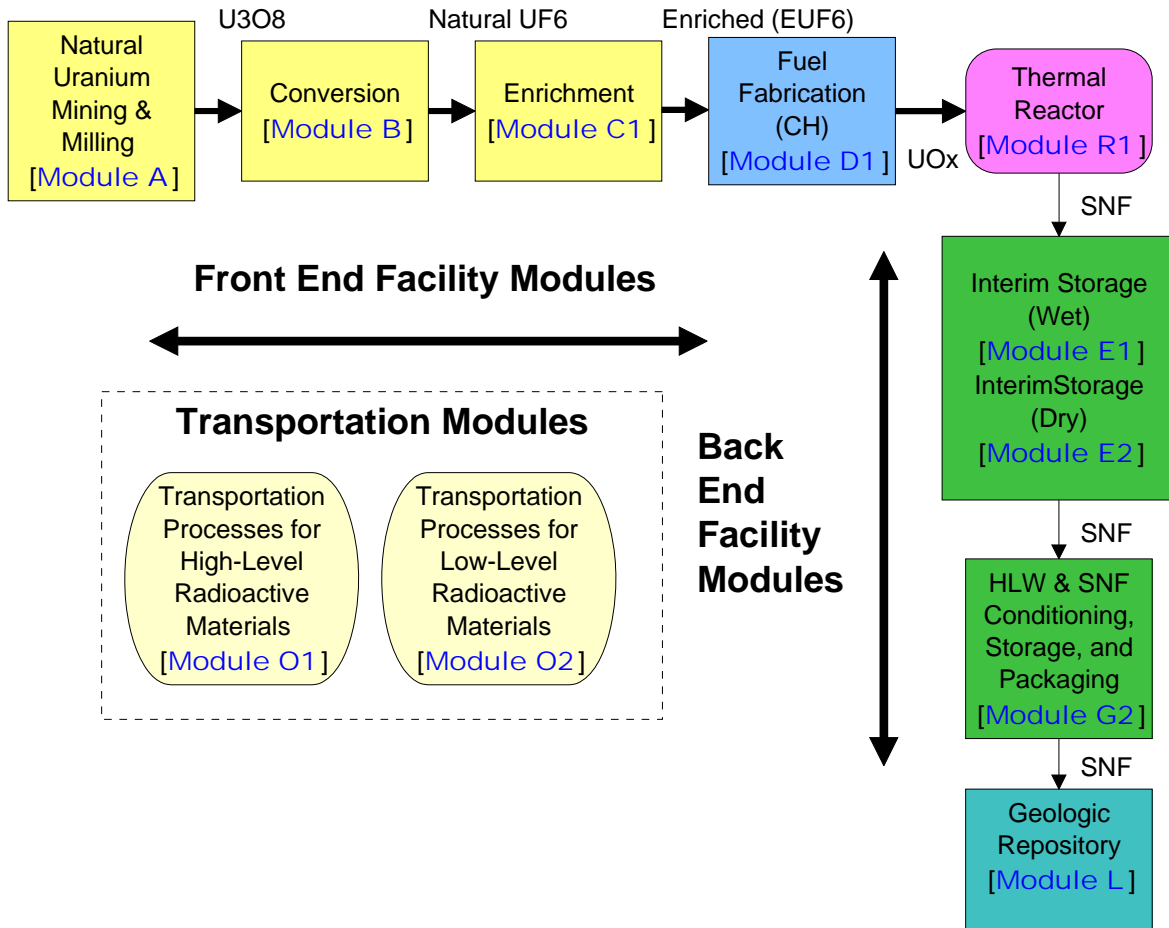 U3O8
Natural UF6
Enriched (EUF6)
Natural
Uranium
Mining &
Milling
[Module A]
Conversion
[Module B]
Enrichment
[Module C1]
Fuel
Fabrication
(CH)
[Module D1]
UOx
Thermal
Reactor
[Module R1]
SNF
Front End Facility Modules
Interim Storage
(Wet)
[Module E1]
InterimStorage
(Dry)
[Module E2]
Transportation Modules
Transportation
Processes for
High-Level
Radioactive
Materials
[Module O1]
Transportation
Processes for
Low-Level
Radioactive
Materials
[Module O2]
Back
End
Facility
Modules
SNF
HLW & SNF
Conditioning,
Storage, and
Packaging
[Module G2]
SNF
Geologic
Repository
[Module L]